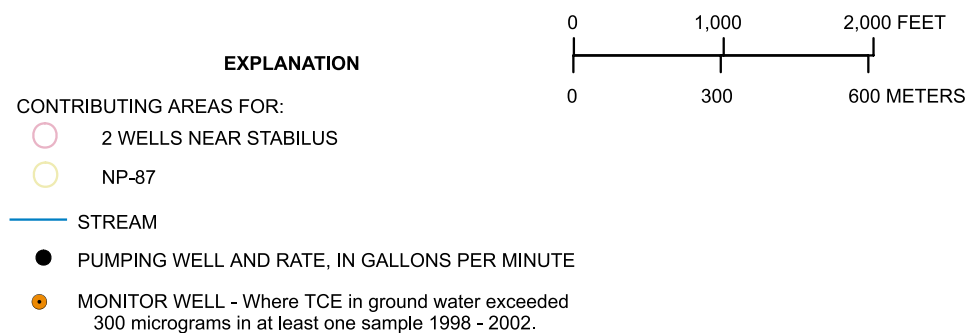 0 1,000 2,000 FEET
EXPLANATION
0 300 600 METERS
CONTRIBUTING AREAS FOR:
2 WELLS NEAR STABILUS
NP-87
STREAM
PUMPING WELL AND RATE, IN GALLONS PER MINUTE
MONITOR WELL - Where TCE in ground water exceeded
300 micrograms in at least one sample 1998 - 2002.